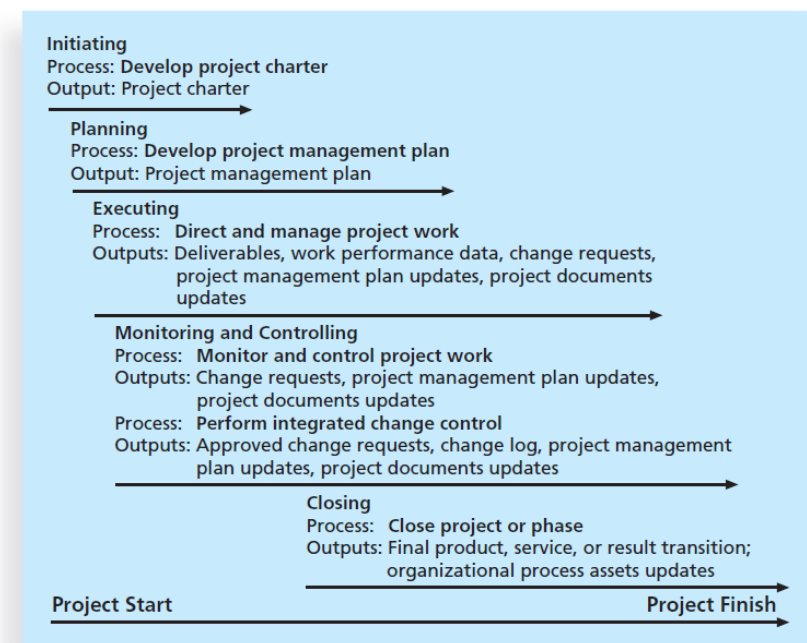 Initiating
Process: Develop project charter
Output: Project charter
Planning
Process: Develop project management plan
Output: Project management plan
Executing
Process: Direct and manage project work
Outputs: Deliverables, work performance data, change requests,
project management plan updates, project documents
updates
Monitoring and Controlling
Process: Monitor and control project work
Outputs: Change requests, project management plan updates,
project documents updates
Process: Perform integrated change control
Outputs: Approved change requests, change log, project management
plan updates, project documents updates
Closing
Process: Close project or phase
Outputs: Final product, service, or result transition;
organizational process assets updates
Project Start Project Finish